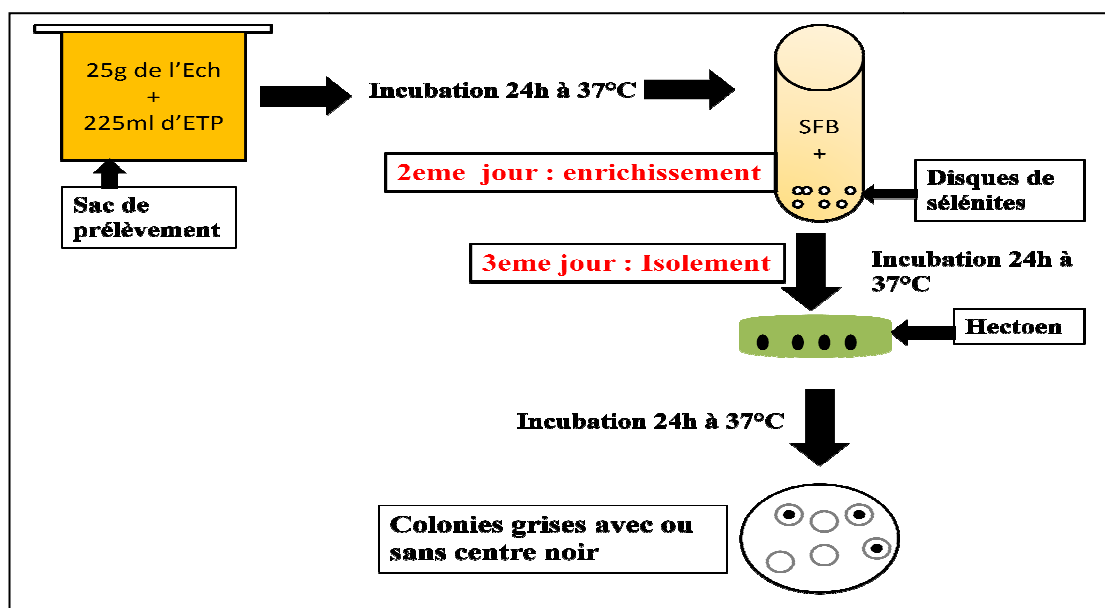 25g de l'Ech
+
225ml d'ETP
Sac de
prélèvement
Incubation 24h à 37°C
SFB
+
2eme jour : enrichissement
Disques de
sélénites
3eme jour : Isolement
Incubation 24h à
37°C
Hectoen
Incubation 24h à 37°C
Colonies grises avec ou
sans centre noir